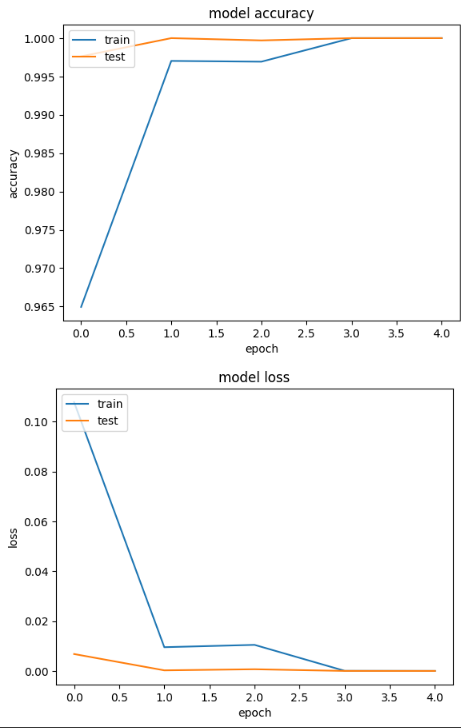 model accuracy
1.000
0.995
0.990
0.985
0.980
0.975
0.970
0.965
accuracy
train
test
0.0 0.5 1.0 1.5 2.0 2.5 3.0 3.5 4.0
epoch
model loss
0.10
0.08
0.06
0.04
0.02
0.00
loss
train
test
0.0 0.5 1.0 1.5 2.0 2.5 3.0 3.5 4.0
epoch